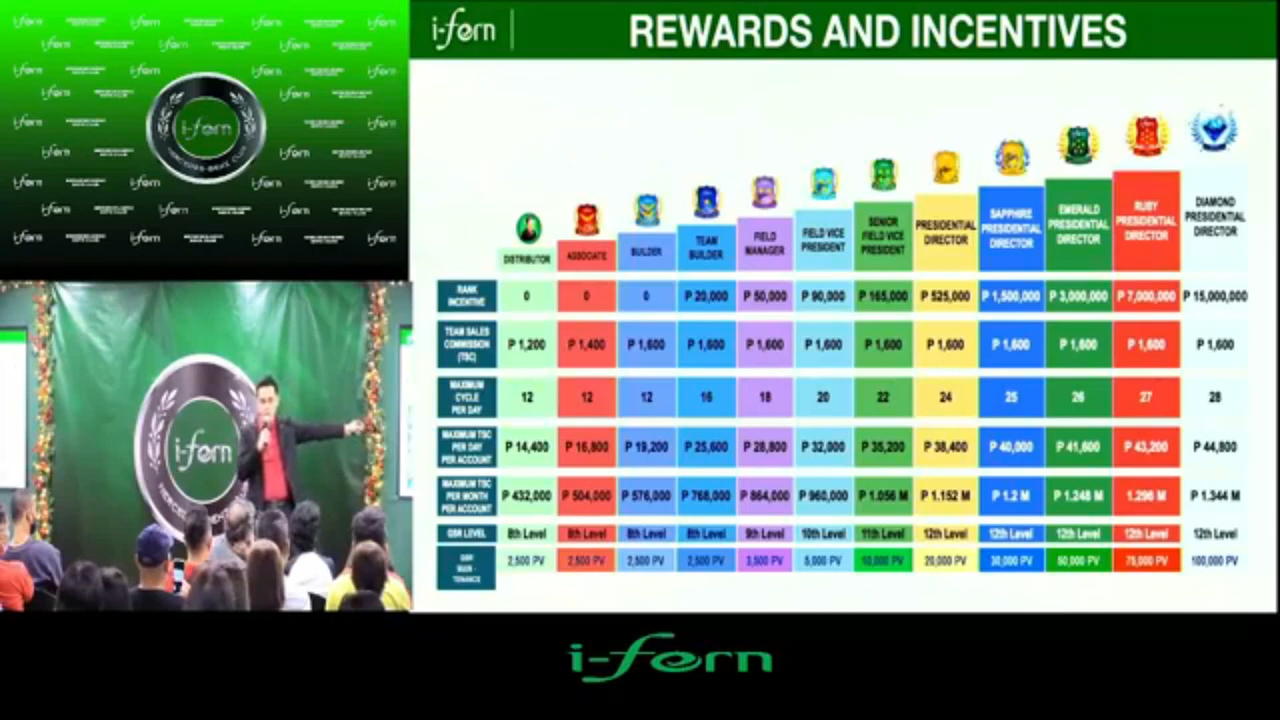 i-fern
REWARDS AND INCENTIVES
i-fern
i-fern
DISTRIBUTOR
ASSOCIATE
BUILDER
TEAM
BUILDER
FIELD
MANAGER
FIELD VICE
PRESIDENT
SENIOR
FIELD VICE
PRESIDENT
PRESIDENTIAL
DIRECTOR
SAPPHIRE
PRESIDENTIAL
DIRECTOR
EMERALD
PRESIDENTIAL
DIRECTOR
RUBY
PRESIDENTIAL
DIRECTOR
DIAMOND
PRESIDENTIAL
DIRECTOR
RANK
INCENTIVE
0 0 0 P 20,000 P 50,000 P 90,000 P 165,000 P 525,000 P 1,500,000 P 3,000,000 P 7,000,000 P 15,000,000
TEAM SALES
COMMISSION
(TSC)
P 1,200 P 1,400 P 1,600 P 1,600 P 1,600 P 1,600 P 1,600 P 1,600 P 1,600 P 1,600 P 1,600 P 1,600
MAXIMUM
CYCLE
PER DAY
12 12 12 16 18 20 22 24 25 26 27 28
MAXIMUM TSC
PER DAY
PER ACCOUNT
P 14,400 P 16,800 P 19,200 P 25,600 P 28,800 P 32,000 P 35,200 P 38,400 P 40,000 P 41,600 P 43,200 P 44,800
MAXIMUM TSC
PER MONTH
PER ACCOUNT
P 432,000 P 504,000 P 576,000 P 768,000 P 864,000 P 960,000 P 1.056 M P 1.152 M P 1.2 M P 1.248 M 1.296 M P 1.344 M
GSR LEVEL
8th Level 8th Level 8th Level 8th Level 9th Level 10th Level 11th Level 12th Level 12th Level 12th Level 12th Level 12th Level
GSR
MAIN -
TENANCE
2,500 PV 2,500 PV 2,500 PV 2,500 PV 3,500 PV 5,000 PV 10,000 PV 20,000 PV 30,000 PV 50,000 PV 75,000 PV 100,000 PV
i-fern